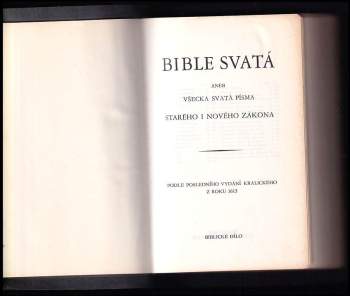 BIBLE SVATÁ
ANEB
VŠECKA SVATÁ PÍSMA
STARÉHO I NOVÉHO ZÁKONA
PODLE POSLEDNÍHO VYDÁNÍ KRALICKÉHO
Z ROKU 1613
BIBLICKÉ DÍLO